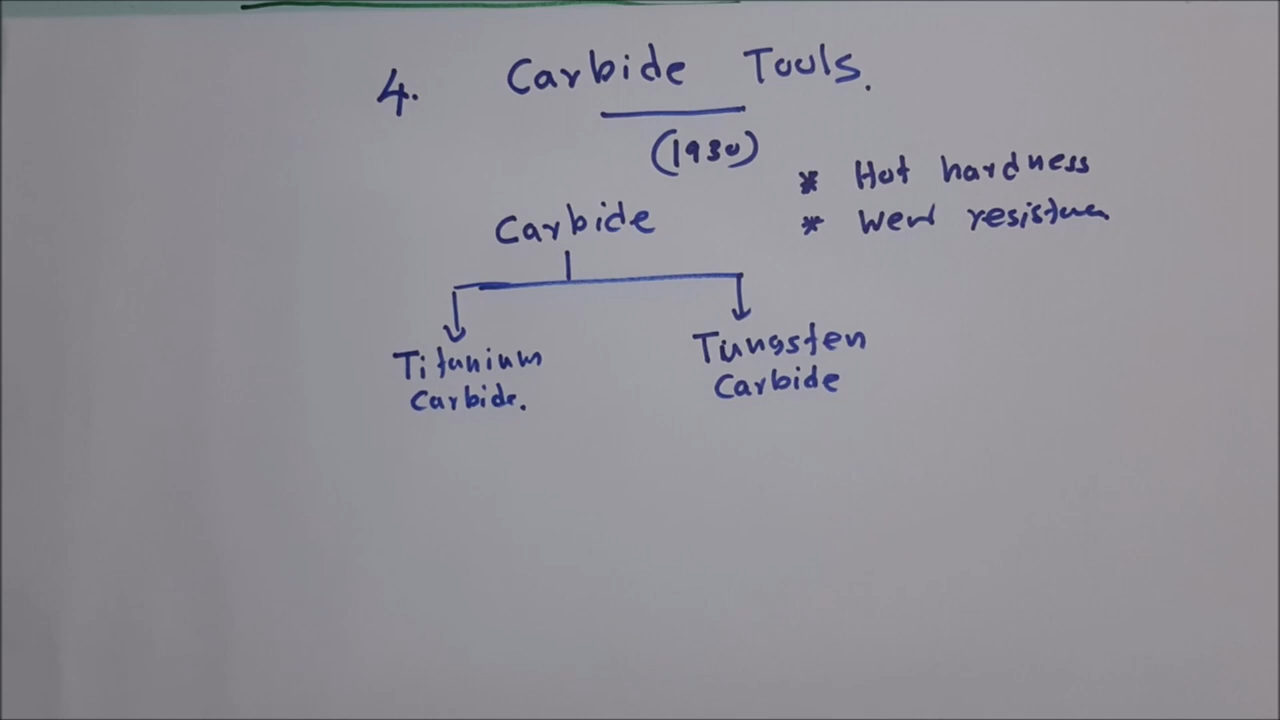 4. Carbide Tools.
(1930)
* Hot hardness
* Wear resistance
Carbide
Titanium Carbide.
Tungsten Carbide